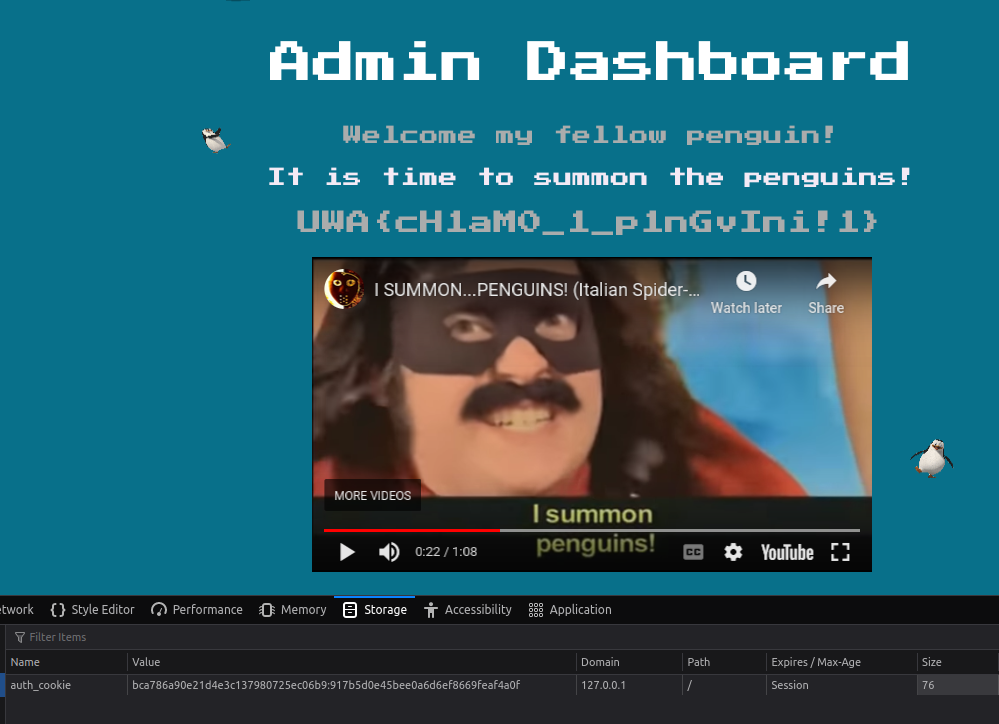 Admin Dashboard
Welcome my fellow penguin!
It is time to summon the penguins!
UWA{cH1aMO_1_p1nGvIni!1}
I SUMMON...PENGUINS! (Italian Spider-...
Watch later
Share
MORE VIDEOS
I summon
penguins!
0:22 / 1:08
CC
YouTube
etwork
{} Style Editor
Performance
Memory
Storage
Accessibility
Application
Filter Items
Name Value Domain Path Expires / Max-Age Size
auth_cookie bca786a90e21d4e3c137980725ec06b9:917b5d0e45bee0a6d6ef8669feaf4a0f 127.0.0.1 / Session 76